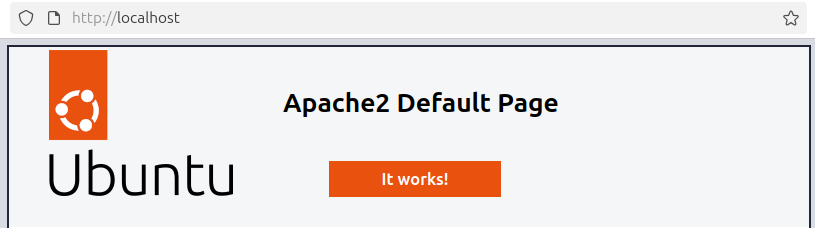 http://localhost
Apache2 Default Page
Ubuntu
It works!